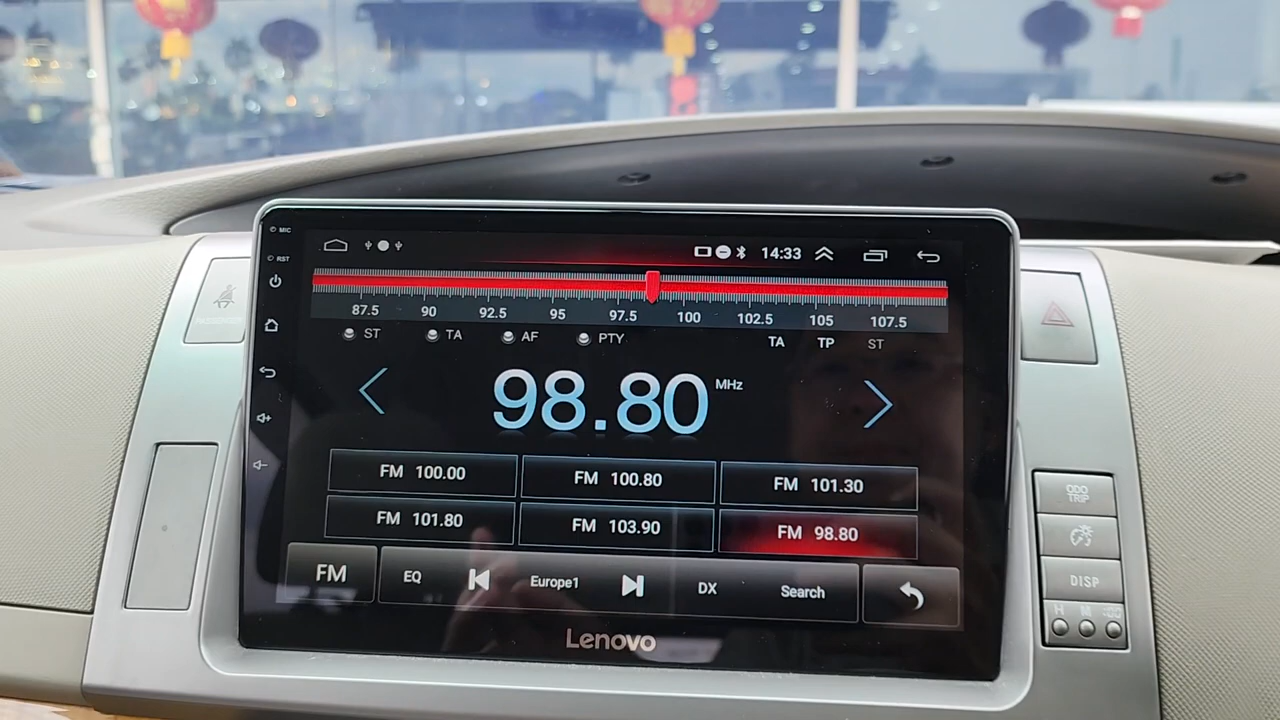 MIC
RST
14:33
87.5 90 92.5 95 97.5 100 102.5 105 107.5
ST TA AF PTY TA TP ST
98.80 MHz
FM 100.00 FM 100.80 FM 101.30
FM 101.80 FM 103.90 FM 98.80
FM EQ Europe1 DX Search
Lenovo
ODO
TRIP
DISP
H M :00